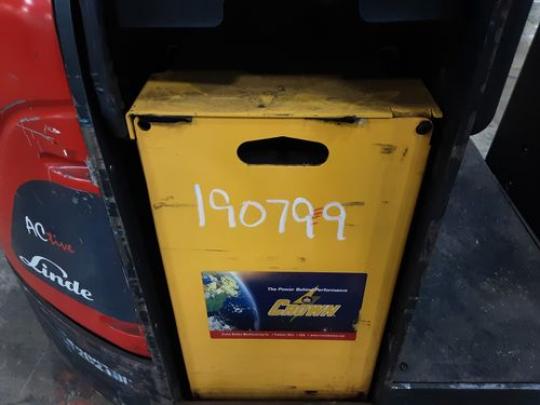 190799
ACtive
Linde
The Power Behind Performance
CROWN